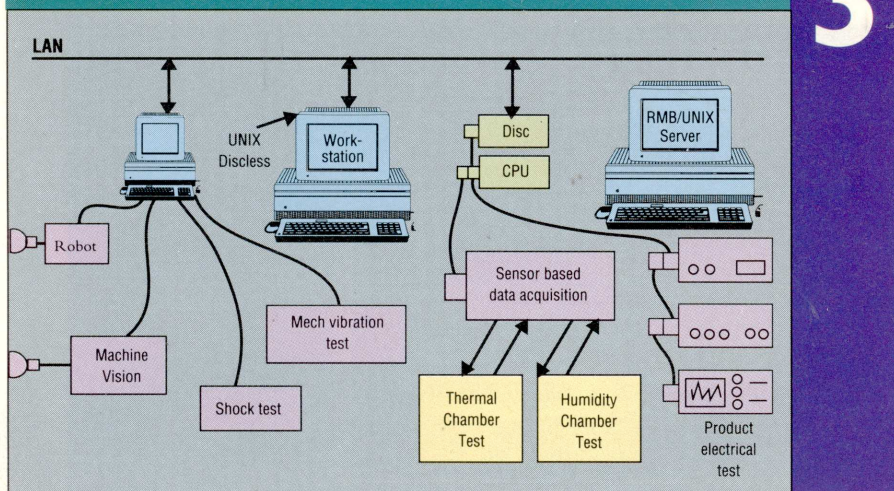 3
LAN
UNIX
Discless
Work-
station
Disc
CPU
RMB/UNIX
Server
Robot
Sensor based
data acquisition
Mech vibration
test
Machine
Vision
Shock test
Thermal
Chamber
Test
Humidity
Chamber
Test
Product
electrical
test